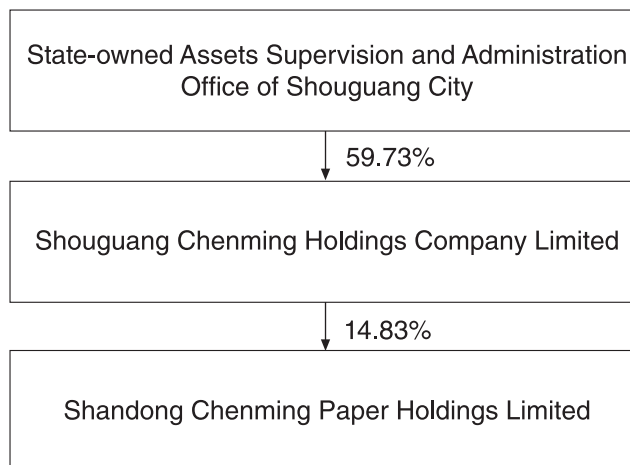 State-owned Assets Supervision and Administration
Office of Shouguang City
59.73%
Shouguang Chenming Holdings Company Limited
14.83%
Shandong Chenming Paper Holdings Limited